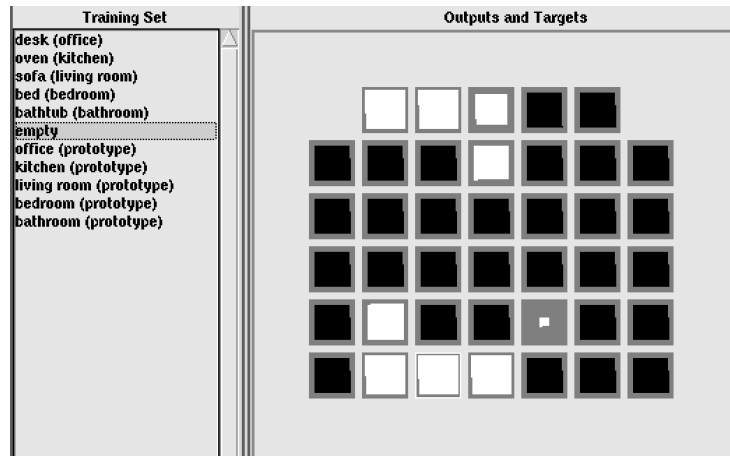 Training Set
Outputs and Targets
desk (office)
oven (kitchen)
sofa (living room)
bed (bedroom)
bathtub (bathroom)
empty
office (prototype)
kitchen (prototype)
living room (prototype)
bedroom (prototype)
bathroom (prototype)